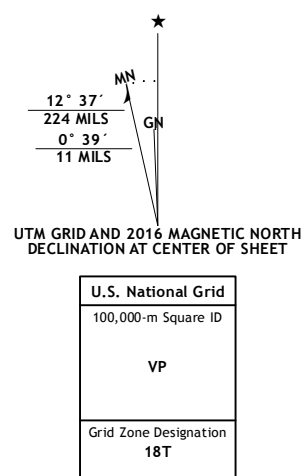 ★
MN
GN
12° 37´
224 MILS
0° 39´
11 MILS
UTM GRID AND 2016 MAGNETIC NORTH
DECLINATION AT CENTER OF SHEET
U.S. National Grid
100,000-m Square ID
VP
Grid Zone Designation
18T